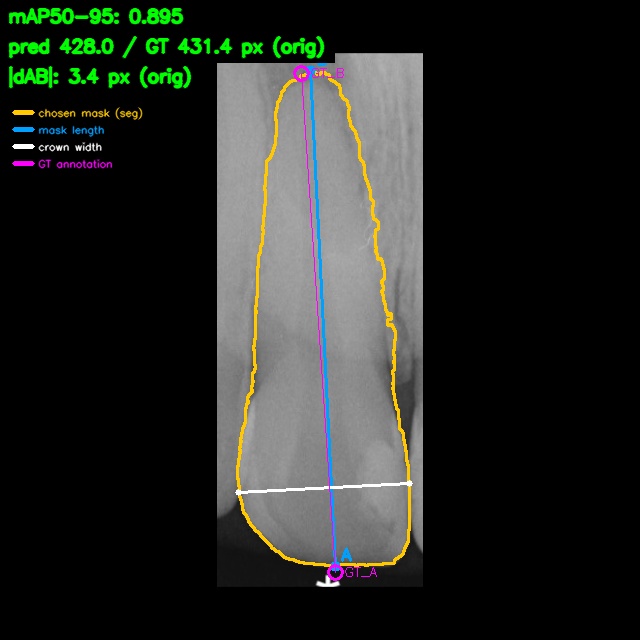 mAP50-95: 0.895
pred 428.0 / GT 431.4 px (orig)
|dAB|: 3.4 px (orig)
chosen mask (seg)
mask length
crown width
GT annotation
GT_B
A
GT_A